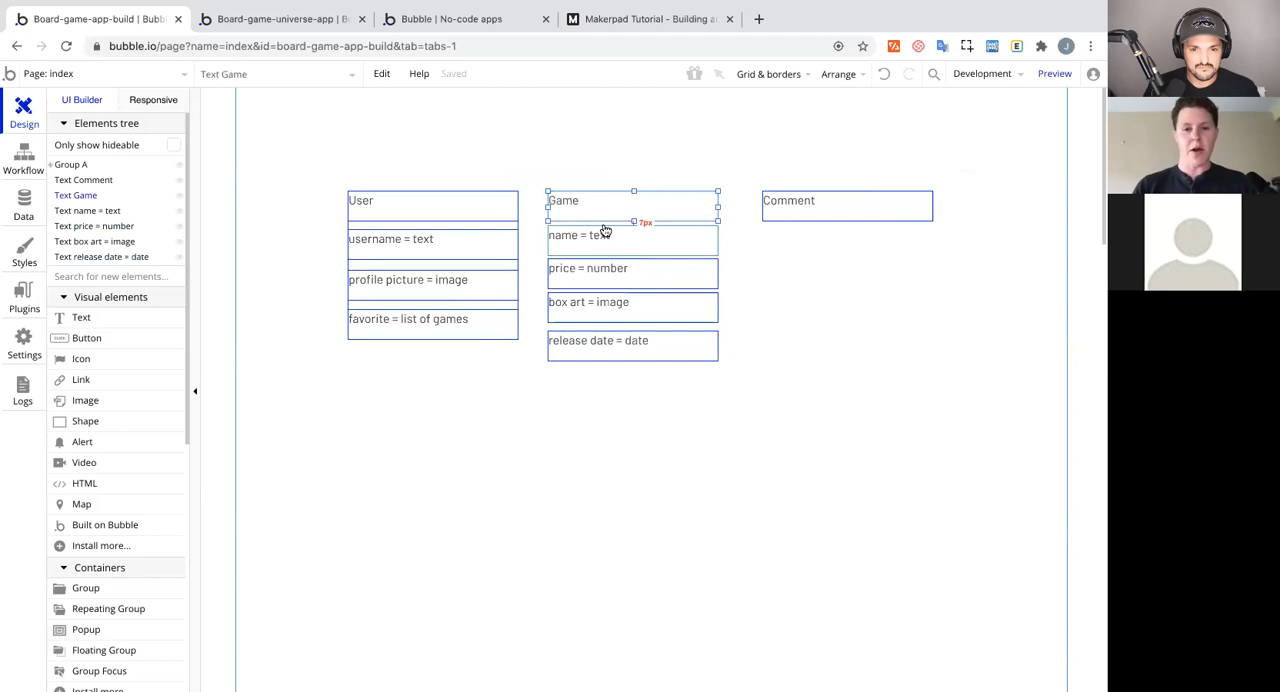 Board-game-app-build | Bubbl
Board-game-universe-app | B
Bubble | No-code apps
Makerpad Tutorial - Building a
bubble.io/page?name=index&id=board-game-app-build&tab=tabs-1
Page: index
Text Game
Edit
Help
Saved
Grid & borders
Arrange
Development
Preview
Design
Workflow
Data
Styles
Plugins
Settings
Logs
UI Builder
Responsive
Elements tree
Only show hideable
Group A
Text Comment
Text Game
Text name = text
Text price = number
Text box art = image
Text release date = date
Search for new elements...
Visual elements
Text
Button
Icon
Link
Image
Shape
Alert
Video
HTML
Map
Built on Bubble
Install more...
Containers
Group
Repeating Group
Popup
Floating Group
Group Focus
Install more
User
username = text
profile picture = image
favorite = list of games
Game
7px
name = text
price = number
box art = image
release date = date
Comment